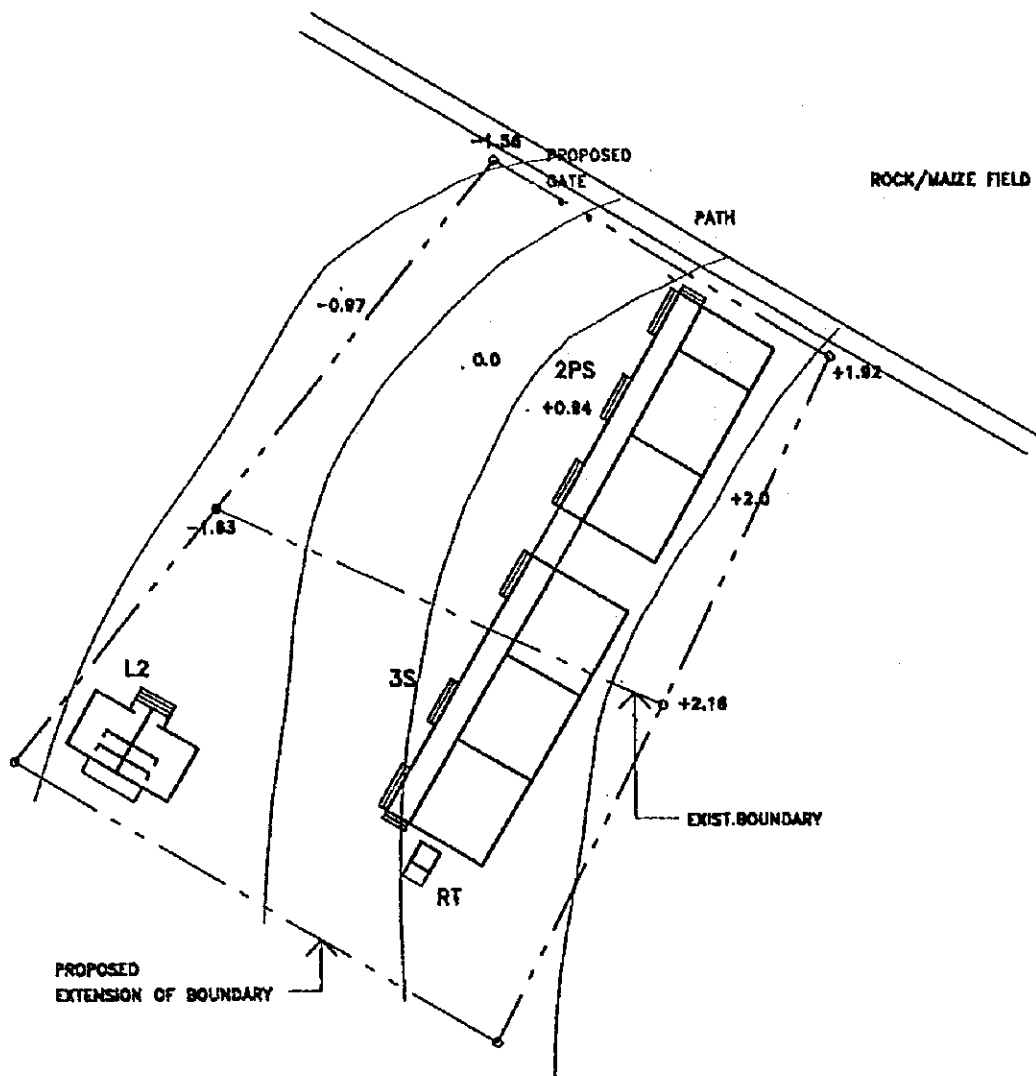 -1.56
PROPOSED
GATE
ROCK/MAIZE FIELD
PATH
-0.97
0.0
2PS
+0.94
+1.92
+2.0
-1.83
L2
3S
+2.16
EXIST.BOUNDARY
RT
PROPOSED
EXTENSION OF BOUNDARY